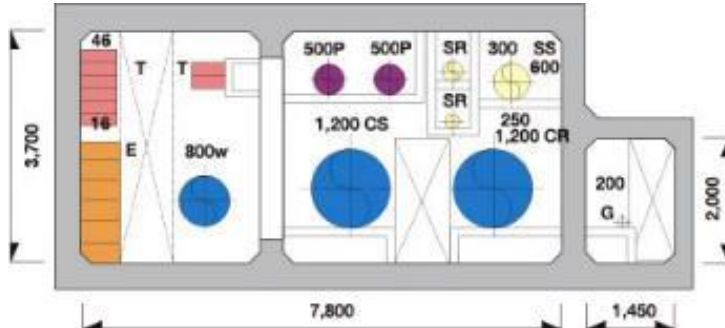 46 T T 500P 500P SR 300 SS
600
SR
16 E 800w 1,200 CS 250
1,200 CR
200
G
3,700
2,000
7,800 1,450